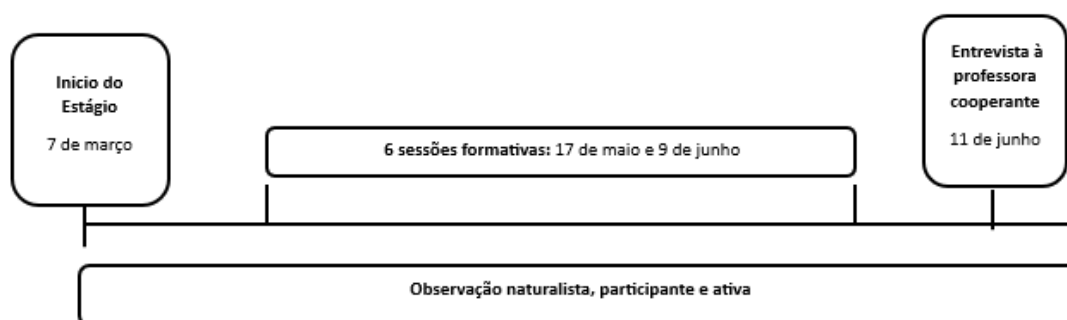 Inicio do
Estágio
7 de março
6 sessões formativas: 17 de maio e 9 de junho
Entrevista à
professora
cooperante
11 de junho
Observação naturalista, participante e ativa